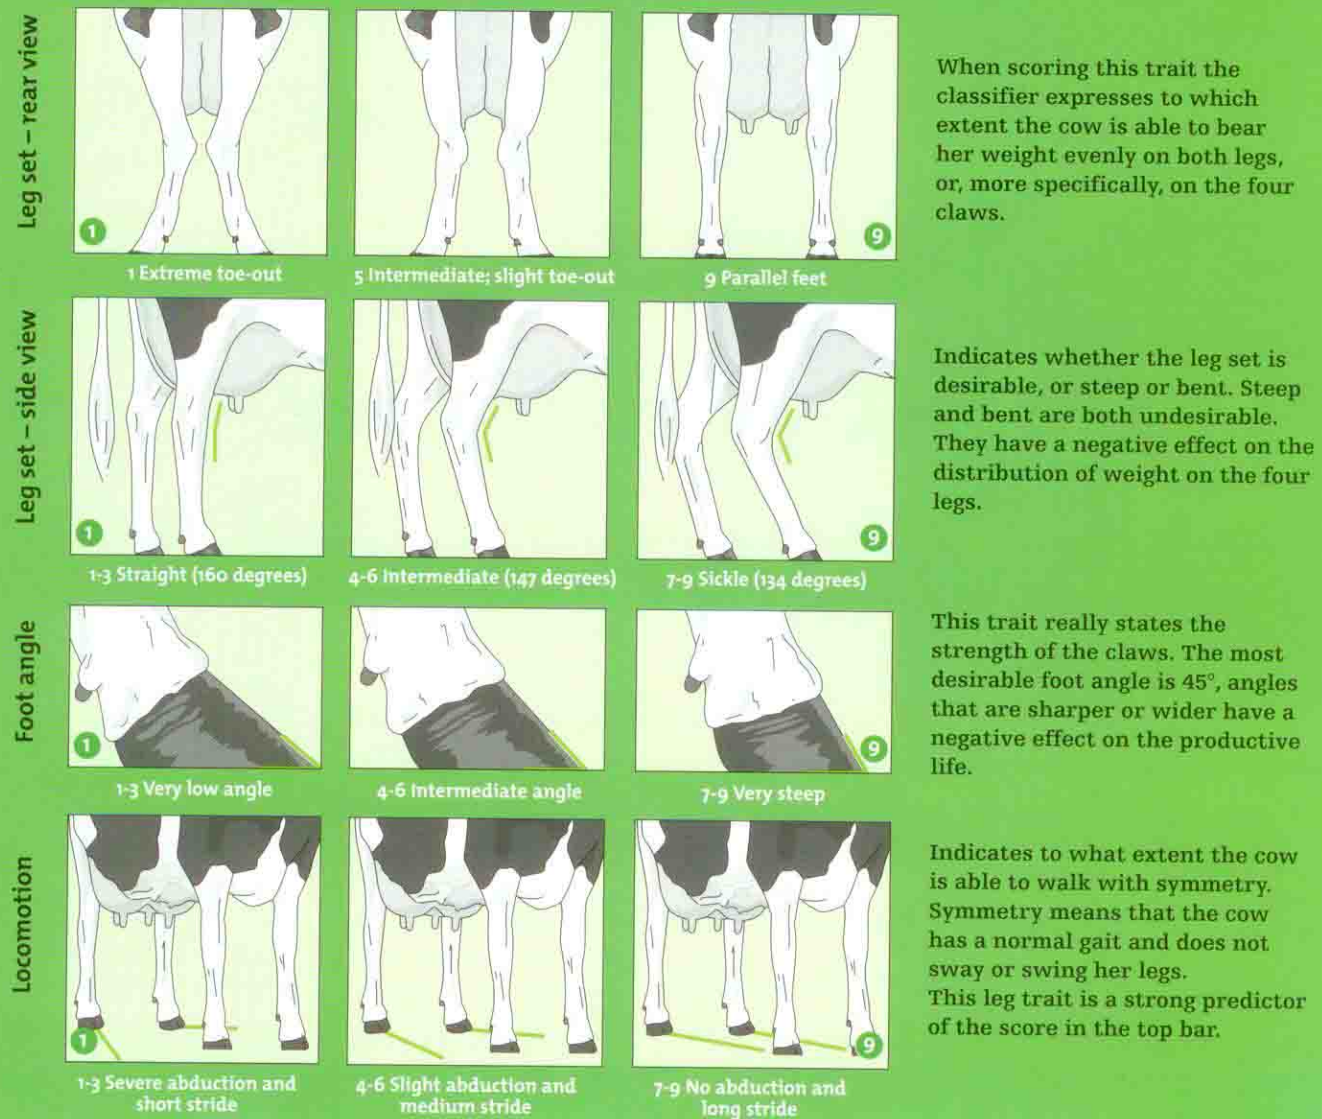 Leg set – rear view
1
9
1 Extreme toe-out
5 Intermediate; slight toe-out
9 Parallel feet
When scoring this trait the
classifier expresses to which
extent the cow is able to bear
her weight evenly on both legs,
or, more specifically, on the four
claws.
Leg set – side view
1
9
1-3 Straight (160 degrees)
4-6 Intermediate (147 degrees)
7-9 Sickle (134 degrees)
Indicates whether the leg set is
desirable, or steep or bent. Steep
and bent are both undesirable.
They have a negative effect on the
distribution of weight on the four
legs.
Foot angle
1
9
1-3 Very low angle
4-6 Intermediate angle
7-9 Very steep
This trait really states the
strength of the claws. The most
desirable foot angle is 45°, angles
that are sharper or wider have a
negative effect on the productive
life.
Locomotion
1
9
1-3 Severe abduction and
short stride
4-6 Slight abduction and
medium stride
7-9 No abduction and
long stride
Indicates to what extent the cow
is able to walk with symmetry.
Symmetry means that the cow
has a normal gait and does not
sway or swing her legs.
This leg trait is a strong predictor
of the score in the top bar.